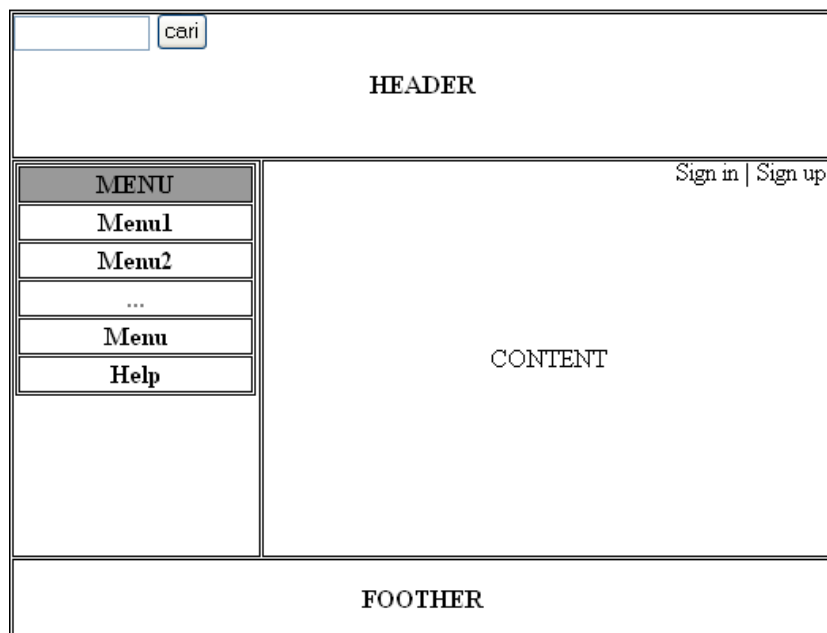 cari
HEADER
Sign in | Sign up
MENU
Menu1
Menu2
...
Menu
Help
CONTENT
FOOTHER